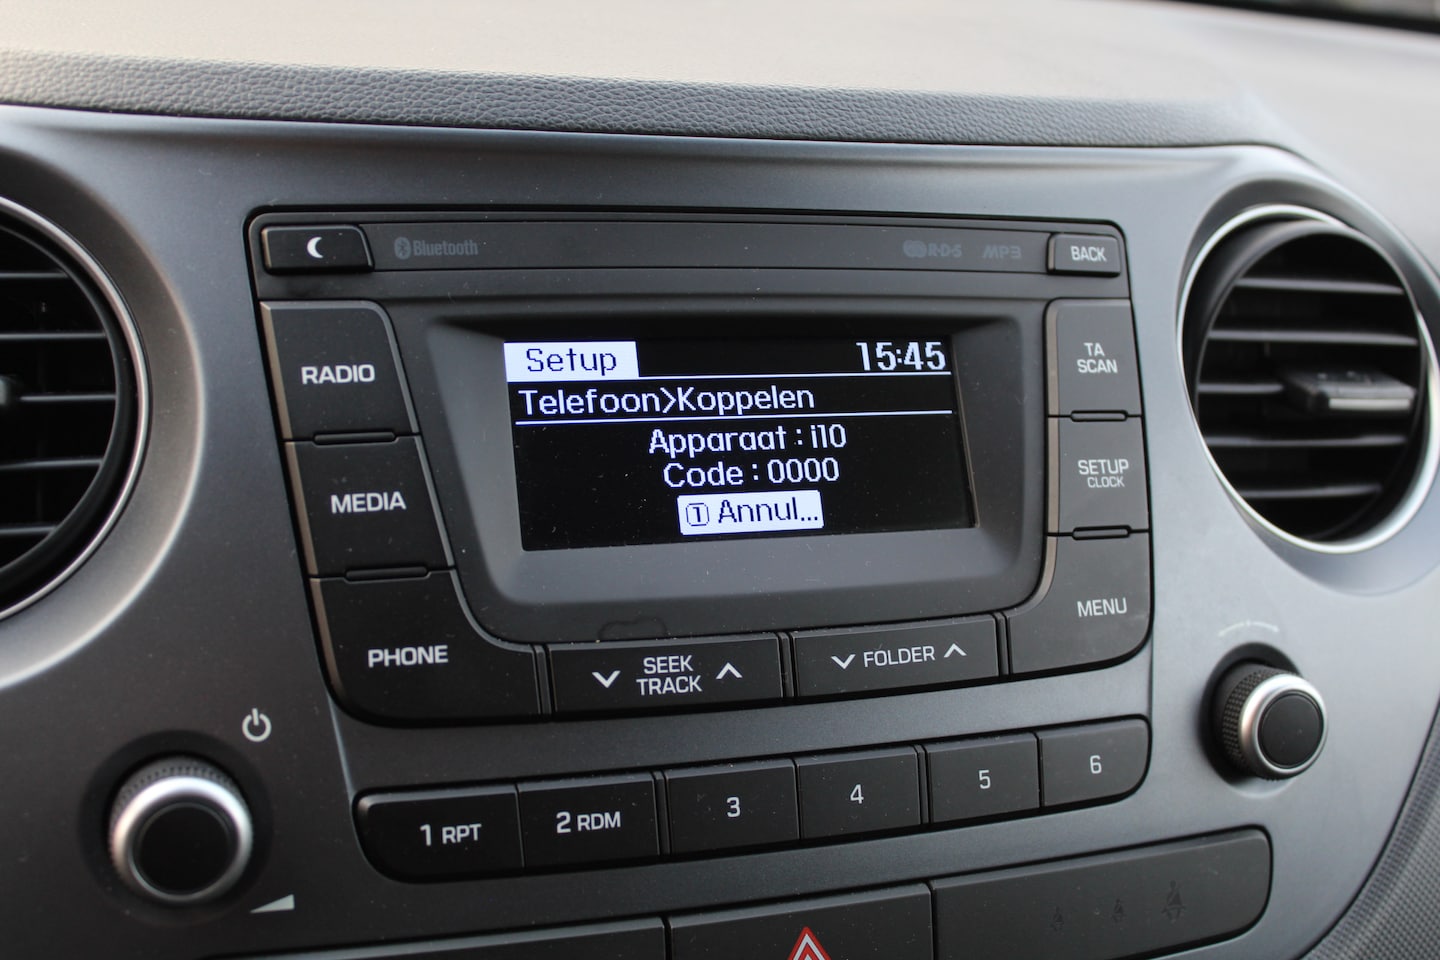 Bluetooth
R·D·S MP3
BACK
RADIO
MEDIA
PHONE
Setup 15:45
Telefoon>Koppelen
Apparaat : i10
Code : 0000
1 Annul...
TA
SCAN
SETUP
CLOCK
MENU
SEEK
TRACK
FOLDER
1 RPT
2 RDM
3
4
5
6